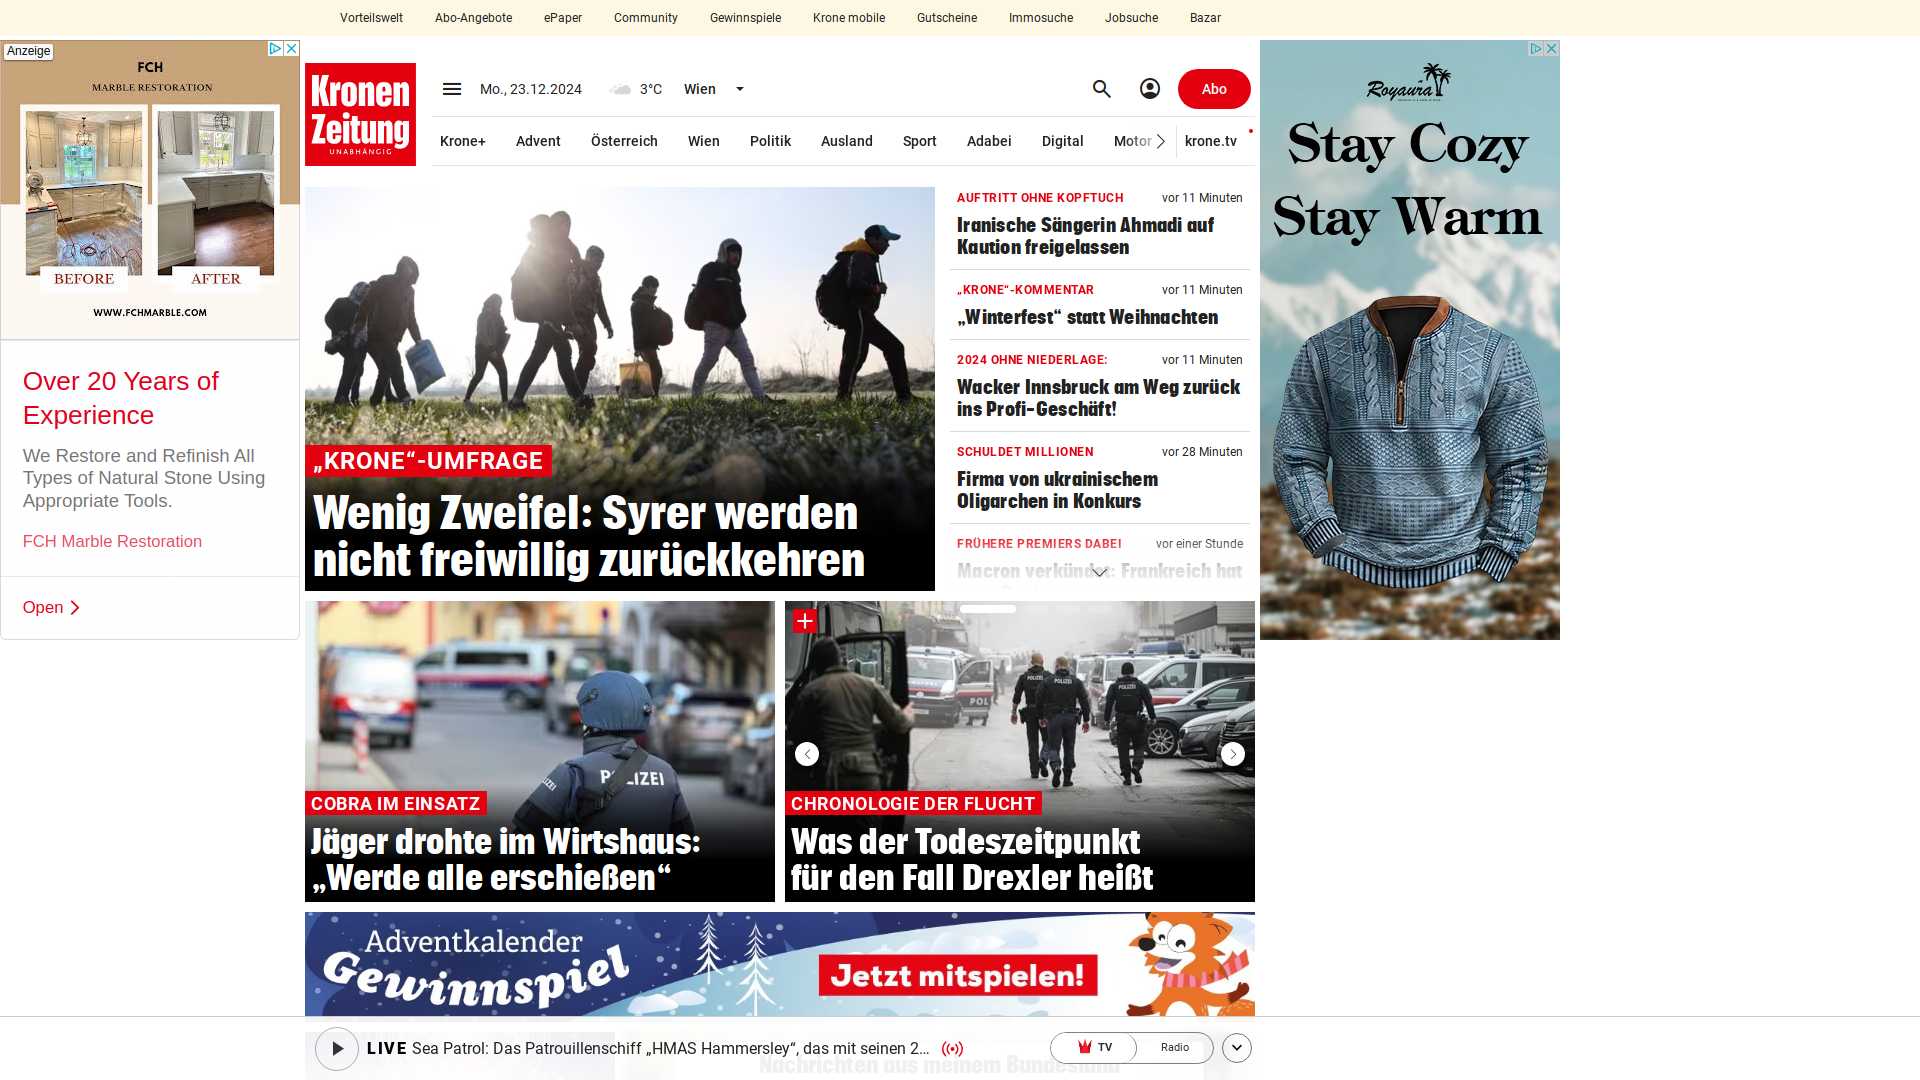 Vorteilswelt
Abo-Angebote
ePaper
Community
Gewinnspiele
Krone mobile
Gutscheine
Immosuche
Jobsuche
Bazar
Anzeige
FCH
MARBLE RESTORATION
BEFORE
AFTER
WWW.FCHMARBLE.COM
Over 20 Years of
Experience
We Restore and Refinish All
Types of Natural Stone Using
Appropriate Tools.
FCH Marble Restoration
Open
Kronen
Zeitung
UNABHÄNGIG
Mo., 23.12.2024
3°C
Wien
Abo
Krone+
Advent
Österreich
Wien
Politik
Ausland
Sport
Adabei
Digital
Motor
krone.tv
„KRONE“-UMFRAGE
Wenig Zweifel: Syrer werden
nicht freiwillig zurückkehren
AUFTRITT OHNE KOPFTUCH
vor 11 Minuten
Iranische Sängerin Ahmadi auf
Kaution freigelassen
„KRONE“-KOMMENTAR
vor 11 Minuten
„Winterfest“ statt Weihnachten
2024 OHNE NIEDERLAGE:
vor 11 Minuten
Wacker Innsbruck am Weg zurück
ins Profi-Geschäft!
SCHULDET MILLIONEN
vor 28 Minuten
Firma von ukrainischem
Oligarchen in Konkurs
FRÜHERE PREMIERS DABEI
vor einer Stunde
Macron verkündet: Frankreich hat
POLIZEI
COBRA IM EINSATZ
Jäger drohte im Wirtshaus:
„Werde alle erschießen“
POL
POLIZEI
POLIZEI
POLIZEI
CHRONOLOGIE DER FLUCHT
Was der Todeszeitpunkt
für den Fall Drexler heißt
Adventkalender
Gewinnspiel
Jetzt mitspielen!
LIVE Sea Patrol: Das Patrouillenschiff „HMAS Hammersley“, das mit seinen 2...
TV
Radio
Nachrichten aus meinem Bundesland
Royaura
Stay Cozy
Stay Warm